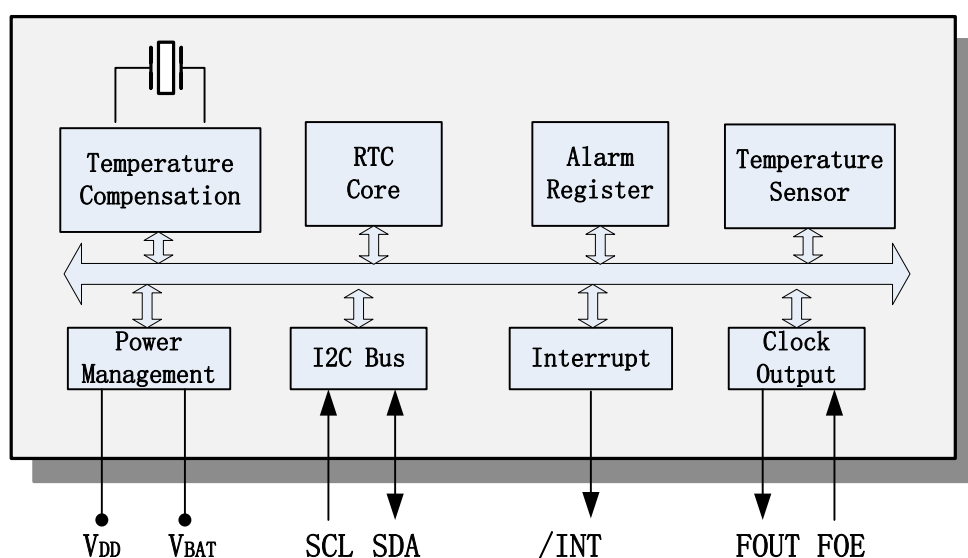 Temperature
Compensation
RTC
Core
Alarm
Register
Temperature
Sensor
Power
Management
I2C Bus
Interrupt
Clock
Output
VDD
VBAT
SCL
SDA
/INT
FOUT
FOE